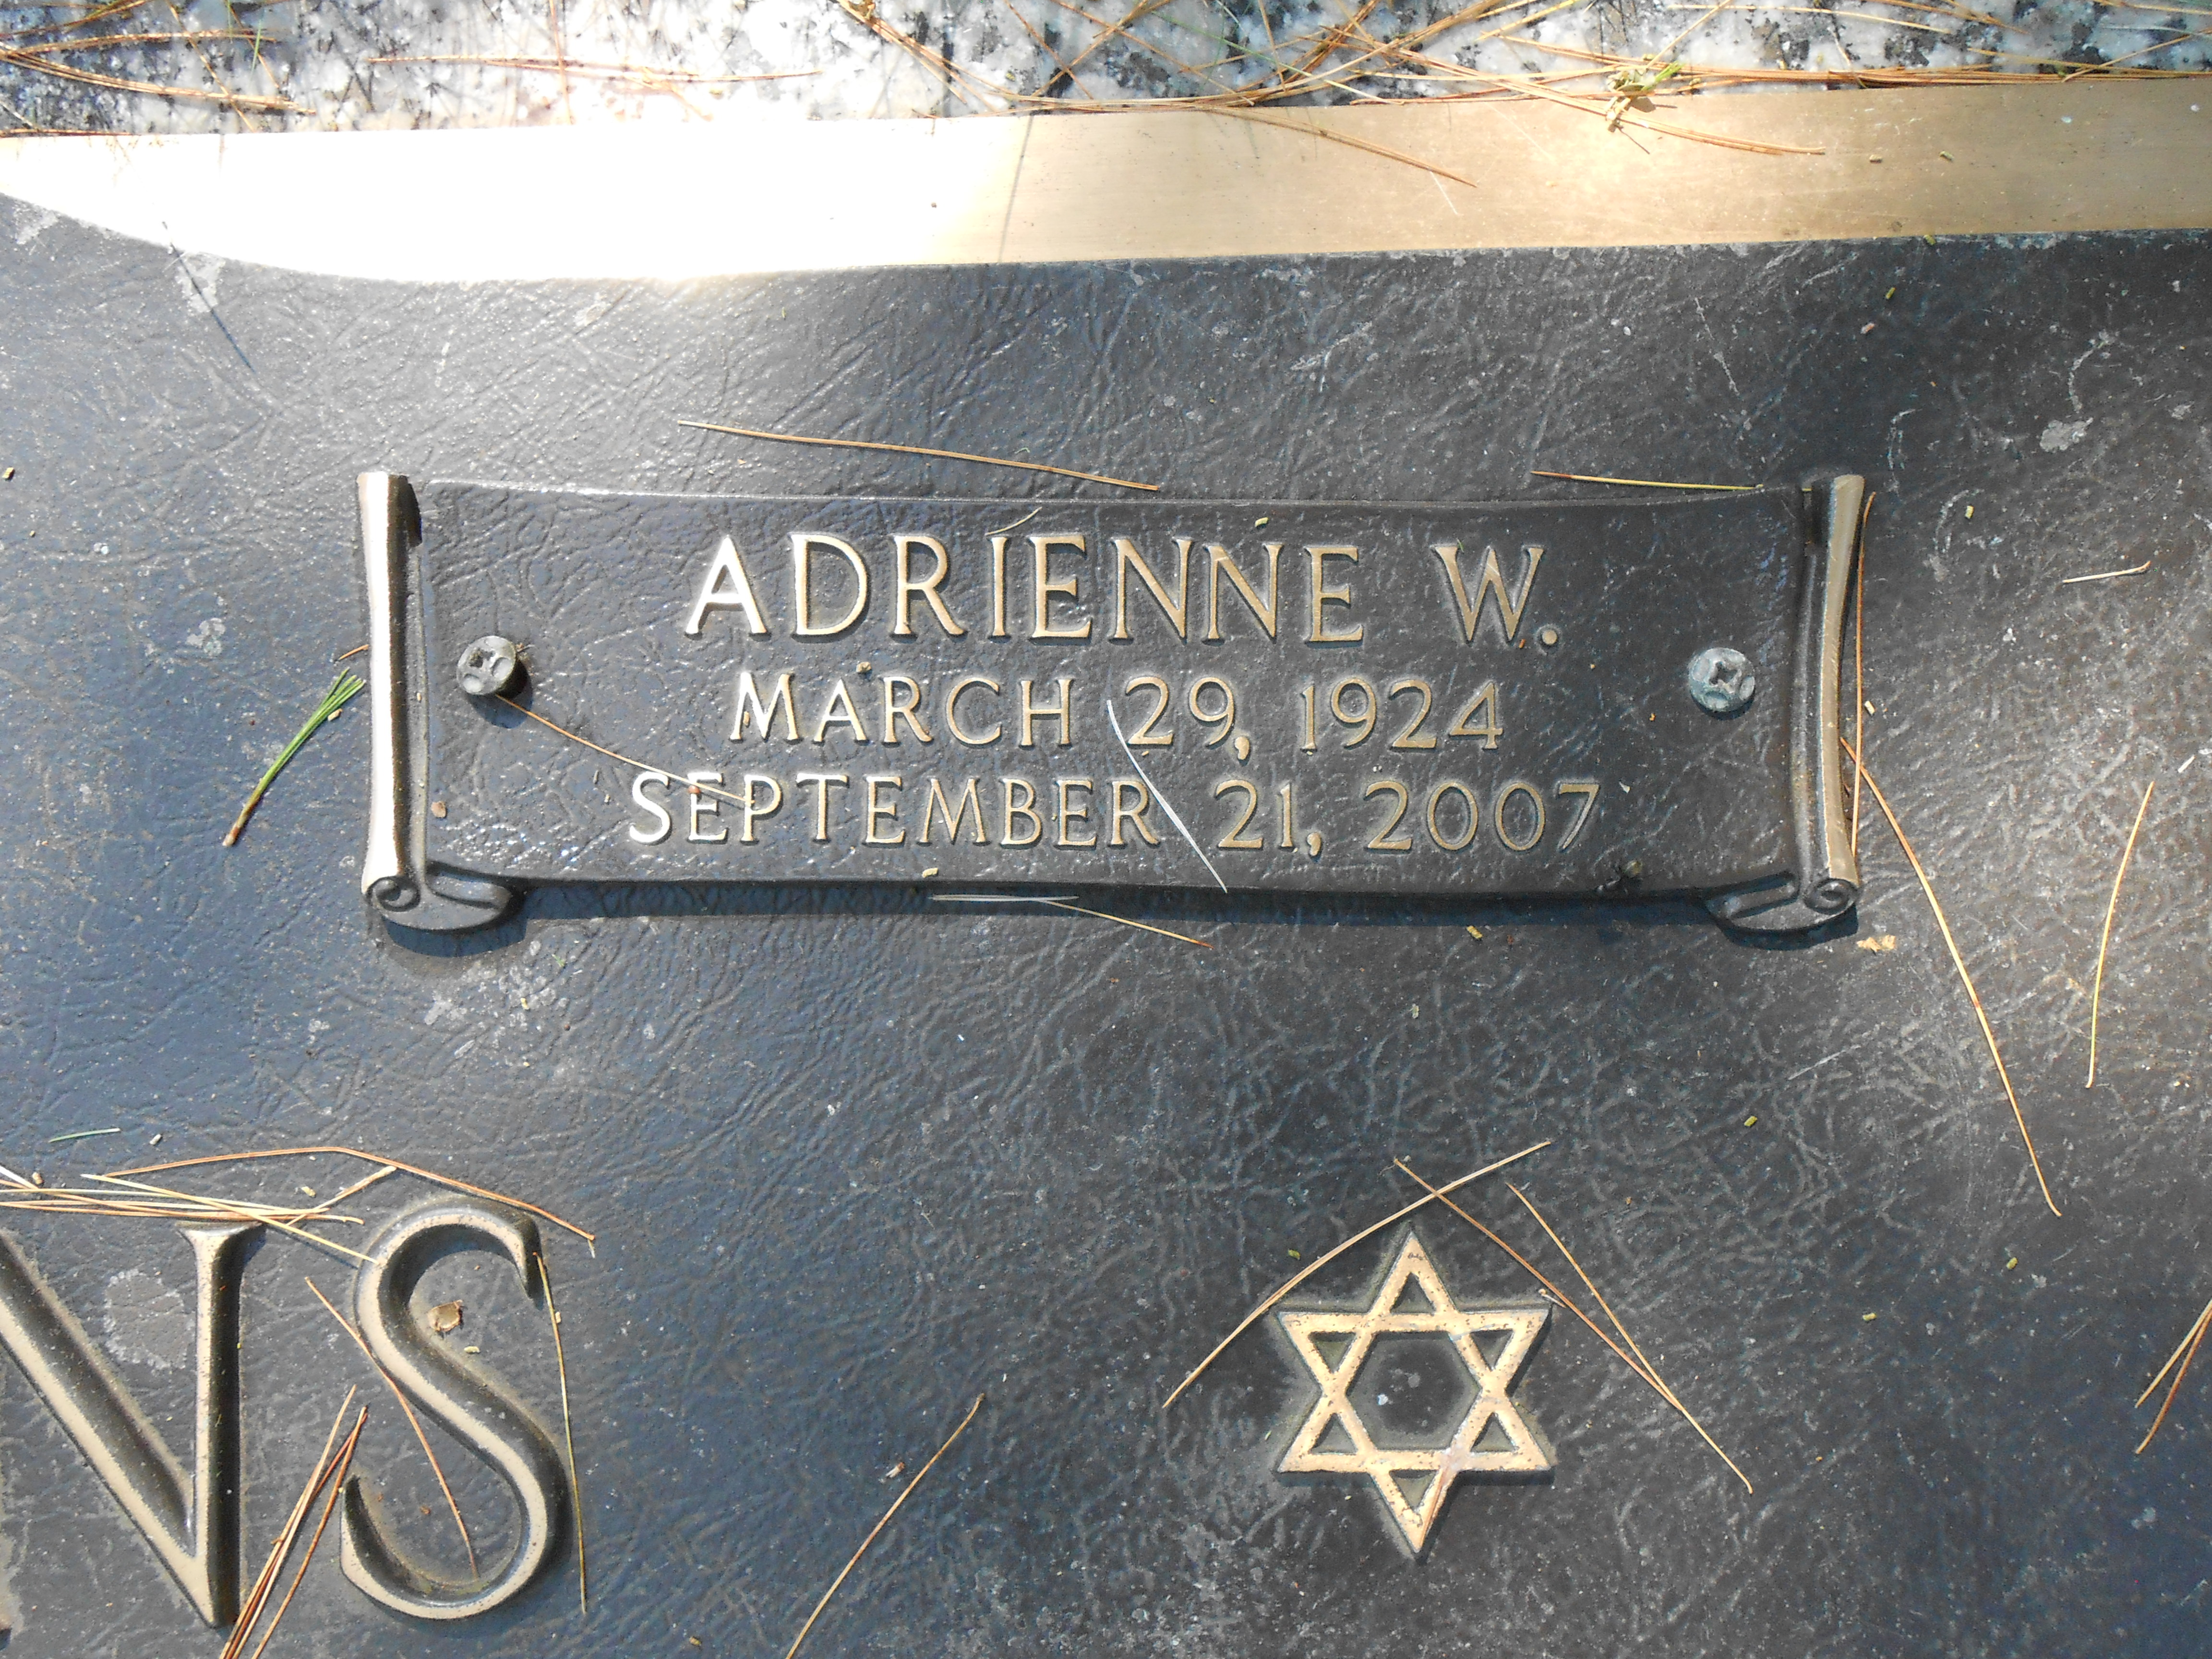 ADRIENNE W.
MARCH 29, 1924
SEPTEMBER 21, 2007
NS